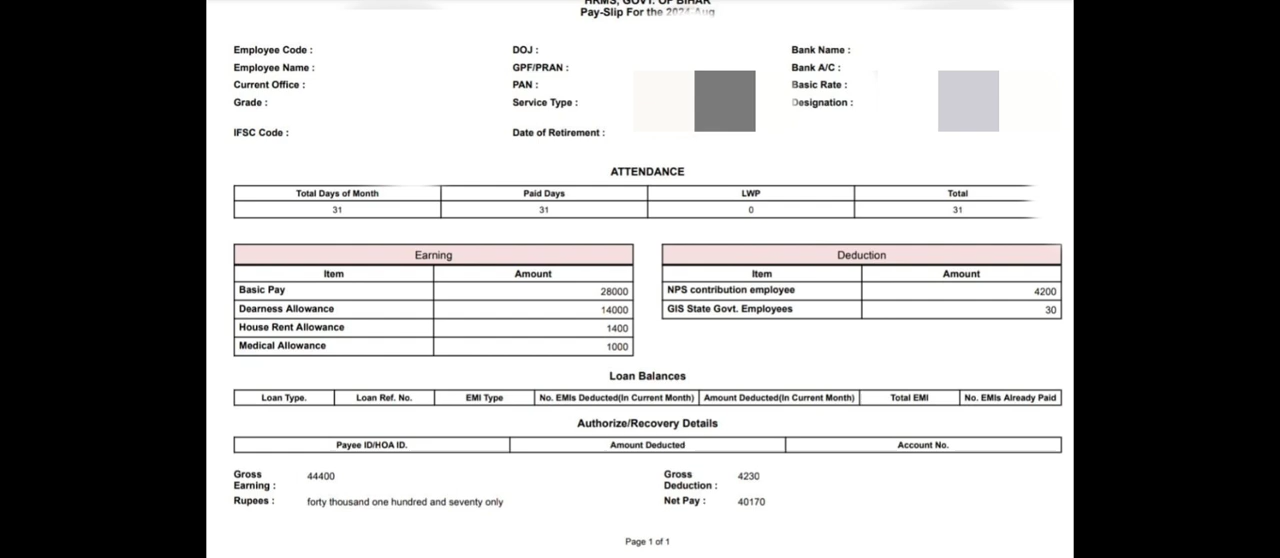 HRMS, GOVT. OF BIHAR
Pay-Slip For the 2024 Aug
Employee Code : DOJ : Bank Name :
Employee Name : GPF/PRAN : Bank A/C :
Current Office : PAN : Basic Rate :
Grade : Service Type : Designation :
IFSC Code : Date of Retirement :
ATTENDANCE
Total Days of Month Paid Days LWP Total
31 31 0 31
Earning Deduction
Item Amount Item Amount
Basic Pay 28000 NPS contribution employee 4200
Dearness Allowance 14000 GIS State Govt. Employees 30
House Rent Allowance 1400
Medical Allowance 1000
Loan Balances
Loan Type. Loan Ref. No. EMI Type No. EMIs Deducted(In Current Month) Amount Deducted(In Current Month) Total EMI No. EMIs Already Paid
Authorize/Recovery Details
Payee ID/HOA ID. Amount Deducted Account No.
Gross Earning : 44400 Gross Deduction : 4230
Rupees : forty thousand one hundred and seventy only Net Pay : 40170
Page 1 of 1